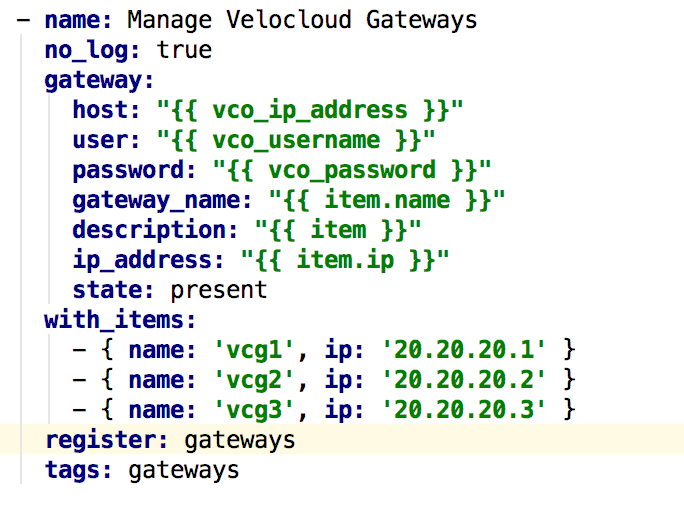 - name: Manage Velocloud Gateways
  no_log: true
  gateway:
    host: "{{ vco_ip_address }}"
    user: "{{ vco_username }}"
    password: "{{ vco_password }}"
    gateway_name: "{{ item.name }}"
    description: "{{ item }}"
    ip_address: "{{ item.ip }}"
    state: present
  with_items:
    - { name: 'vcg1', ip: '20.20.20.1' }
    - { name: 'vcg2', ip: '20.20.20.2' }
    - { name: 'vcg3', ip: '20.20.20.3' }
  register: gateways
  tags: gateways